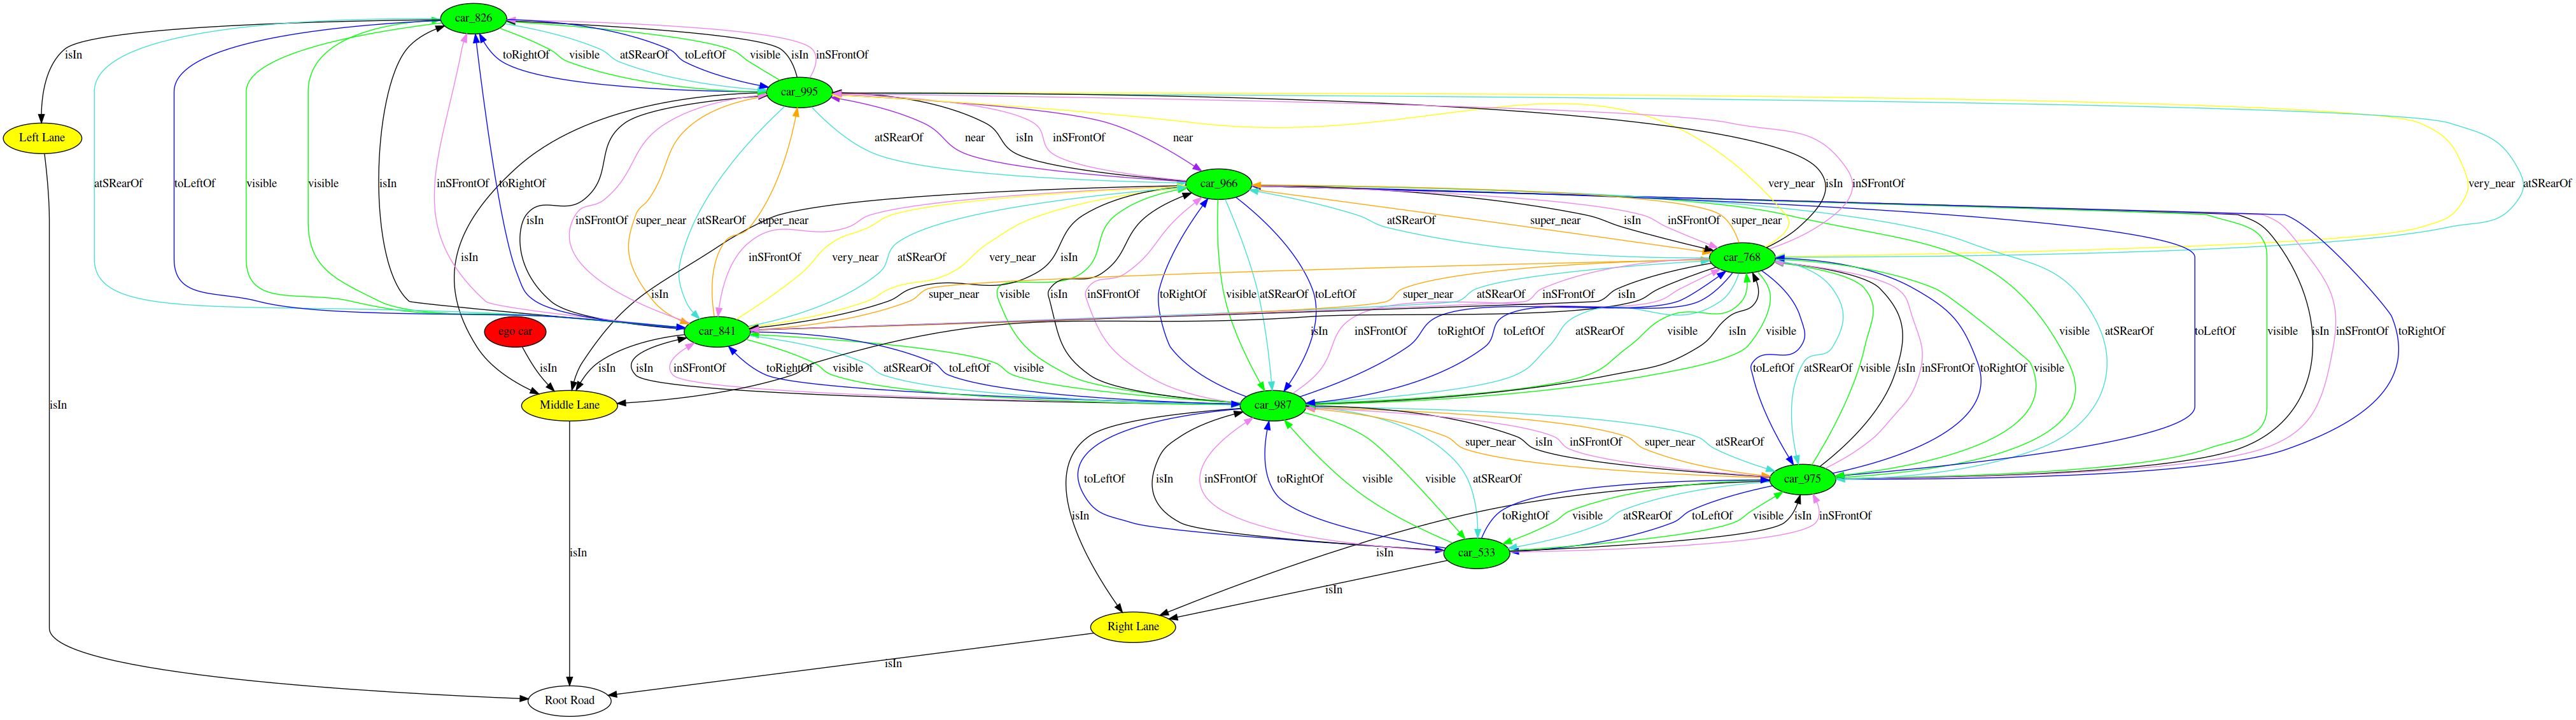 car_826
isIn toRightOf visible atSRearOf toLeftOf visible isIn inSFrontOf
car_995
Left Lane atSRearOf near isIn inSFrontOf near
atSRearOf toLeftOf visible visible isIn inSFrontOf toRightOf car_966 very_near isIn inSFrontOf very_near atSRearOf
isIn inSFrontOf super_near atSRearOf super_near atSRearOf super_near isIn inSFrontOf super_near
isIn inSFrontOf very_near atSRearOf very_near isIn car_768
isIn super_near visible isIn inSFrontOf toRightOf visible atSRearOf toLeftOf super_near atSRearOf inSFrontOf isIn
ego car car_841 isIn inSFrontOf toRightOf toLeftOf atSRearOf visible isIn visible visible atSRearOf toLeftOf visible isIn inSFrontOf toRightOf
isIn isIn isIn inSFrontOf toRightOf visible atSRearOf toLeftOf visible toLeftOf atSRearOf visible isIn inSFrontOf toRightOf visible
isIn Middle Lane car_987
super_near isIn inSFrontOf super_near atSRearOf
toLeftOf isIn inSFrontOf toRightOf visible visible atSRearOf car_975
isIn toRightOf visible atSRearOf toLeftOf visible isIn inSFrontOf
isIn isIn car_533
isIn
Right Lane
isIn
Root Road